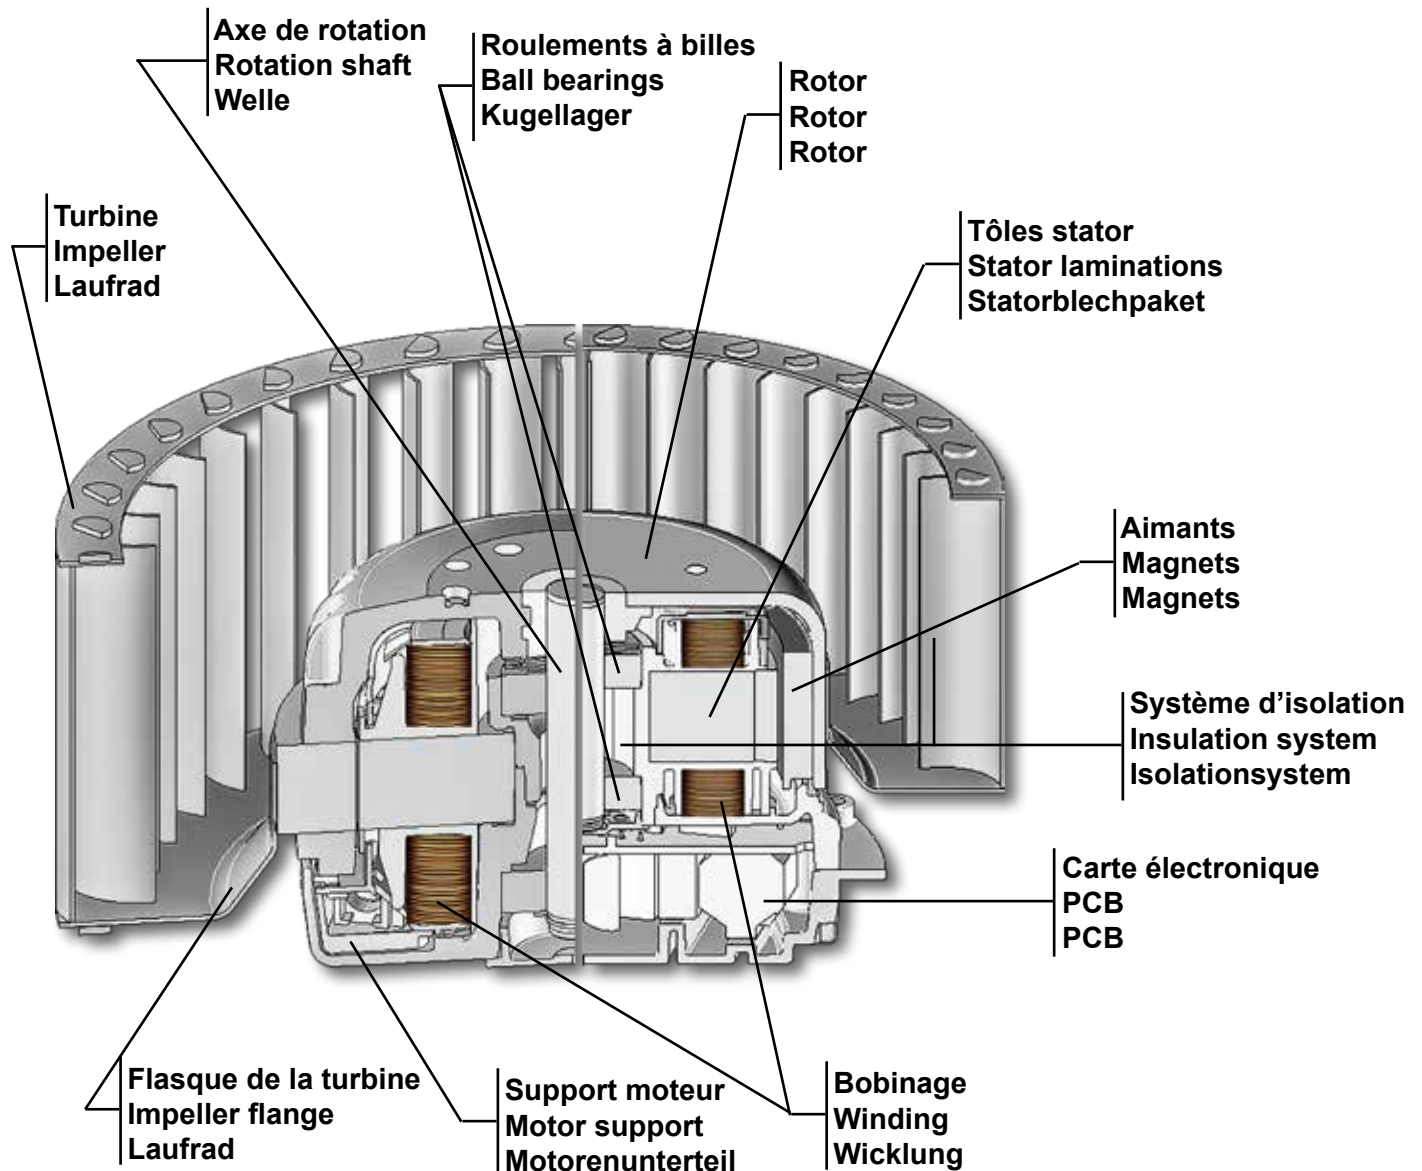 Axe de rotation
Rotation shaft
Welle
Roulements à billes
Ball bearings
Kugellager
Rotor
Rotor
Rotor
Turbine
Impeller
Laufrad
Tôles stator
Stator laminations
Statorblechpaket
Aimants
Magnets
Magnets
Système d’isolation
Insulation system
Isolationsystem
Carte électronique
PCB
PCB
Flasque de la turbine
Impeller flange
Laufrad
Support moteur
Motor support
Motorenunterteil
Bobinage
Winding
Wicklung